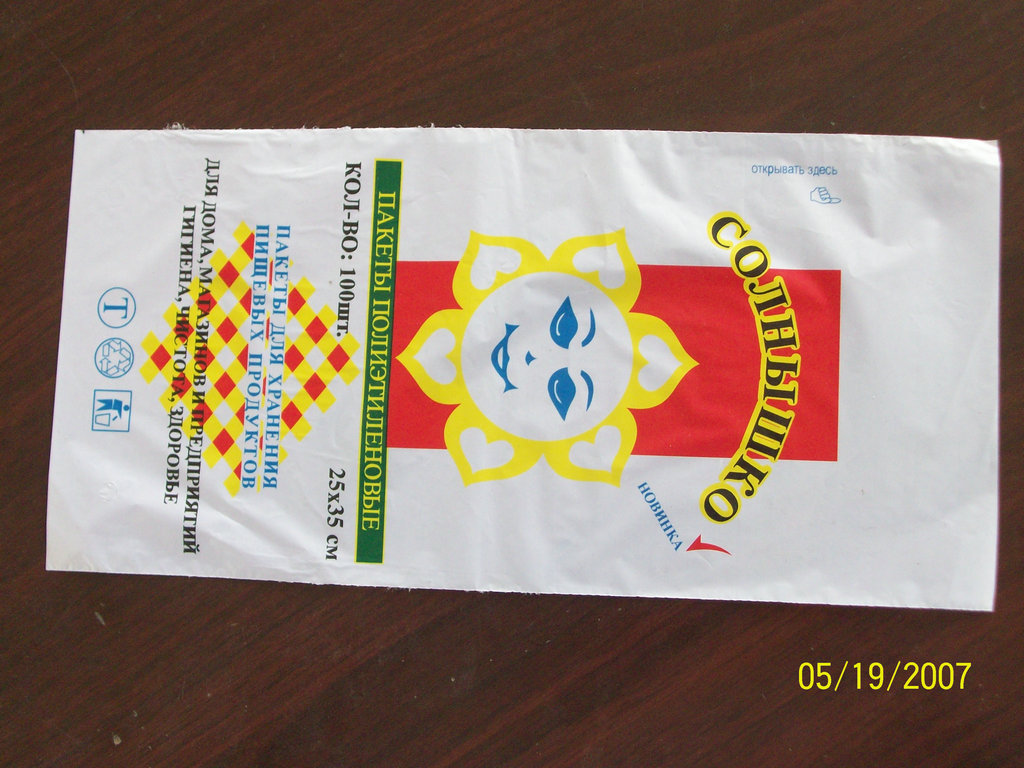 открывать здесь
СОЛНЫШКО
НОВИНКА
ПАКЕТЫ ПОЛИЭТИЛЕНОВЫЕ
КОЛ-ВО: 100шт. 25х35 см
ПАКЕТЫ ДЛЯ ХРАНЕНИЯ
ПИЩЕВЫХ ПРОДУКТОВ
ДЛЯ ДОМА, МАГАЗИНОВ И ПРЕДПРИЯТИЙ
ГИГИЕНА, ЧИСТОТА, ЗДОРОВЬЕ
Т
05/19/2007